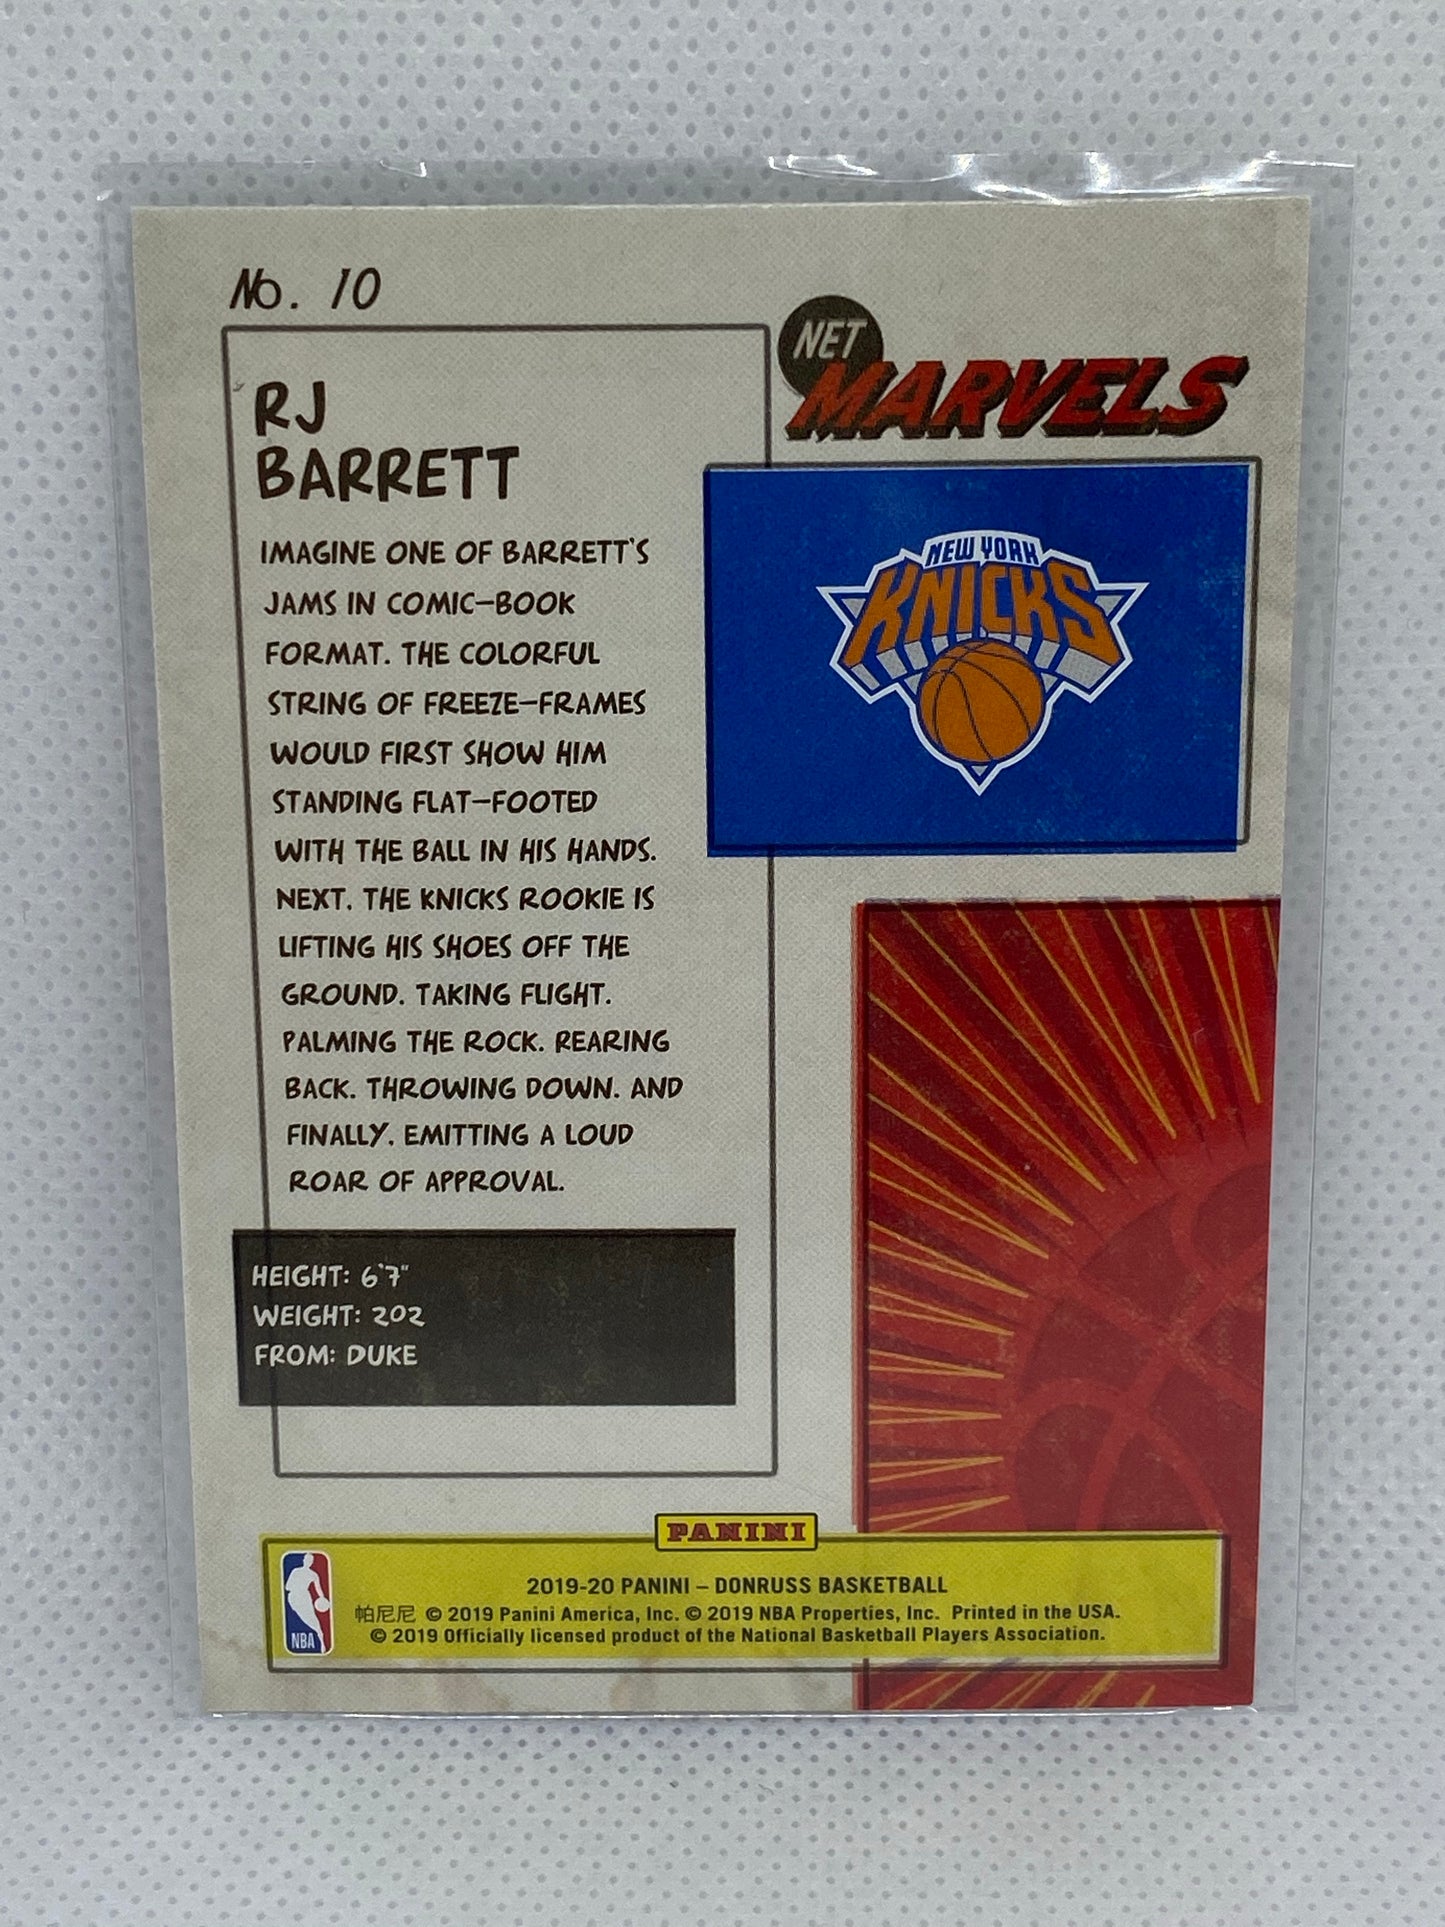 No. 10
NET
MARVELS
RJ
BARRETT
IMAGINE ONE OF BARRETT'S
JAMS IN COMIC-BOOK
FORMAT. THE COLORFUL
STRING OF FREEZE-FRAMES
WOULD FIRST SHOW HIM
STANDING FLAT-FOOTED
WITH THE BALL IN HIS HANDS.
NEXT. THE KNICKS ROOKIE IS
LIFTING HIS SHOES OFF THE
GROUND. TAKING FLIGHT.
PALMING THE ROCK. REARING
BACK. THROWING DOWN. AND
FINALLY. EMITTING A LOUD
ROAR OF APPROVAL.
NEW YORK
KNICKS
HEIGHT: 6'7"
WEIGHT: 202
FROM: DUKE
PANINI
2019-20 PANINI – DONRUSS BASKETBALL
帕尼尼 © 2019 Panini America, Inc. © 2019 NBA Properties, Inc. Printed in the USA.
© 2019 Officially licensed product of the National Basketball Players Association.
NBA